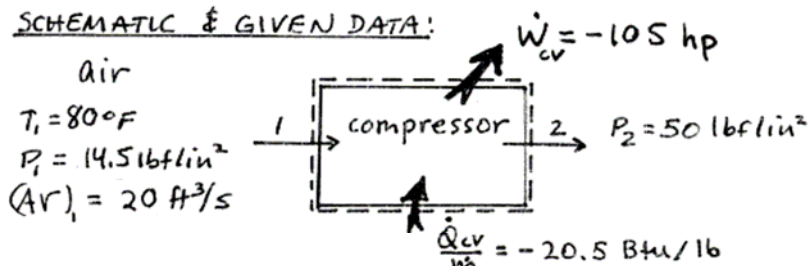 SCHEMATIC & GIVEN DATA:
Ẇcv = -105 hp
air
T₁ = 80°F
P₁ = 14.5 lbf/in²
(AV)₁ = 20 ft³/s
1
compressor
2
P₂ = 50 lbf/in²
Q̇cv/ṁ = -20.5 Btu/lb